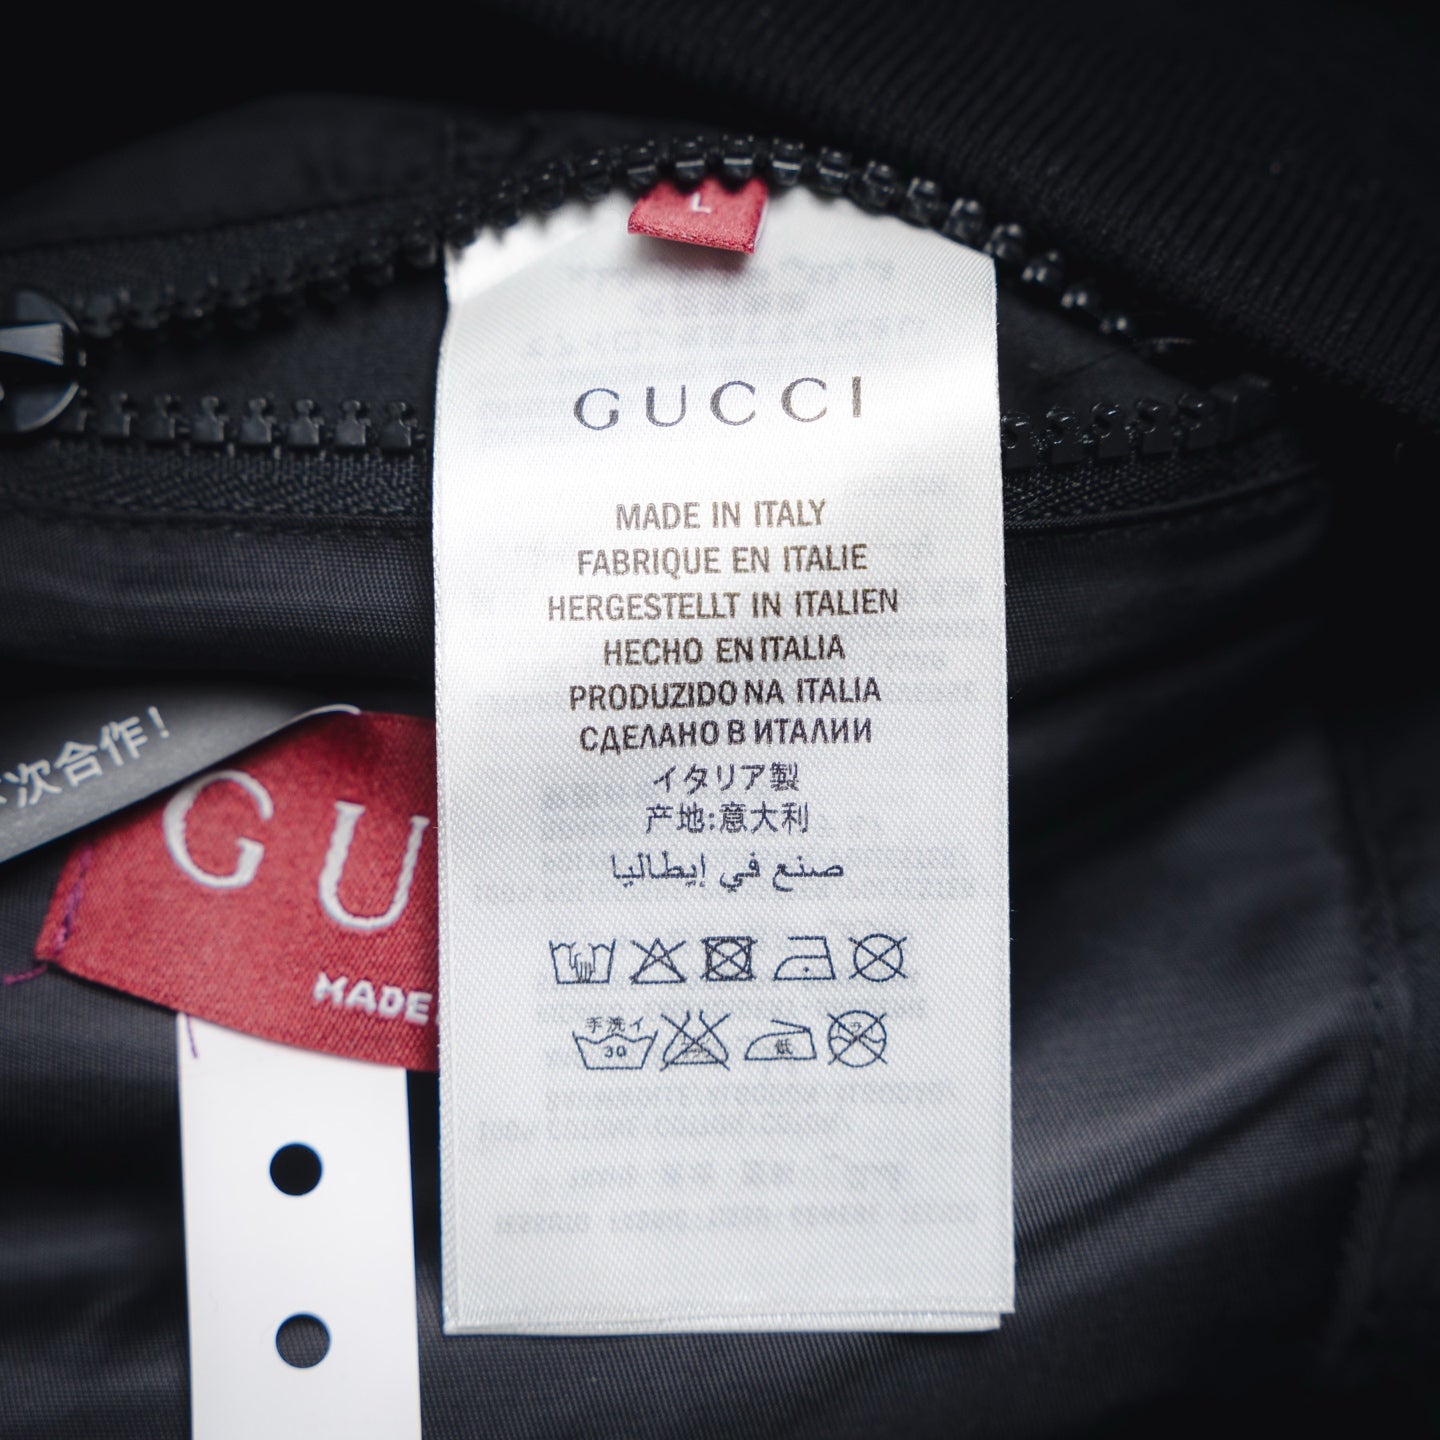 L
GUCCI
MADE IN ITALY
FABRIQUE EN ITALIE
HERGESTELLT IN ITALIEN
HECHO EN ITALIA
PRODUZIDO NA ITALIA
СДЕЛАНО В ИТАЛИИ
イタリア製
产地:意大利
صنع في إيطاليا
手洗イ
30
低
次合作!
GU
MADE